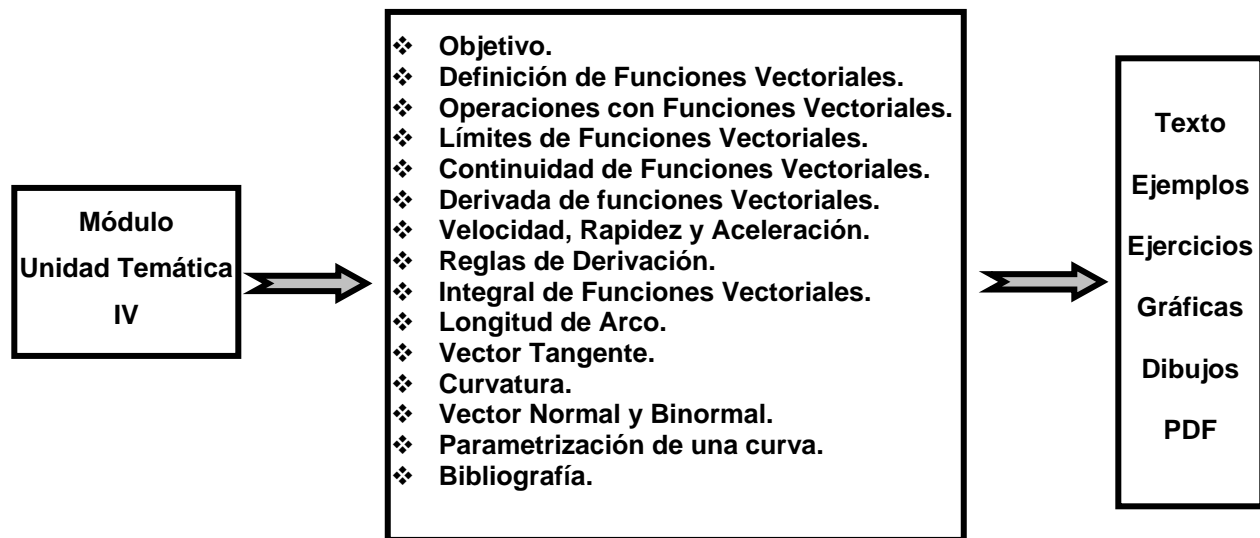 Módulo
Unidad Temática
IV
❖ Objetivo.
❖ Definición de Funciones Vectoriales.
❖ Operaciones con Funciones Vectoriales.
❖ Límites de Funciones Vectoriales.
❖ Continuidad de Funciones Vectoriales.
❖ Derivada de funciones Vectoriales.
❖ Velocidad, Rapidez y Aceleración.
❖ Reglas de Derivación.
❖ Integral de Funciones Vectoriales.
❖ Longitud de Arco.
❖ Vector Tangente.
❖ Curvatura.
❖ Vector Normal y Binormal.
❖ Parametrización de una curva.
❖ Bibliografía.
Texto
Ejemplos
Ejercicios
Gráficas
Dibujos
PDF